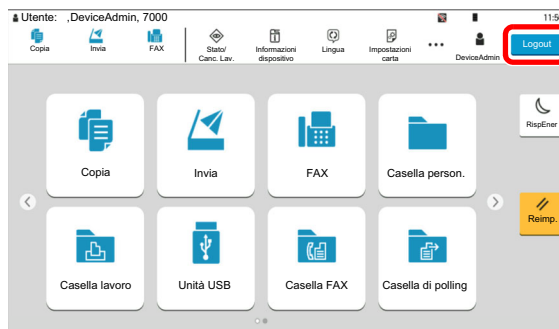 Utente: ,DeviceAdmin, 7000
Copia
Invia
FAX
Stato/
Canc. Lav.
Informazioni
dispositivo
Lingua
Impostazioni
carta
DeviceAdmin
Logout
Copia
Invia
FAX
Casella person.
RispEner
Reimp.
Casella lavoro
Unità USB
Casella FAX
Casella di polling